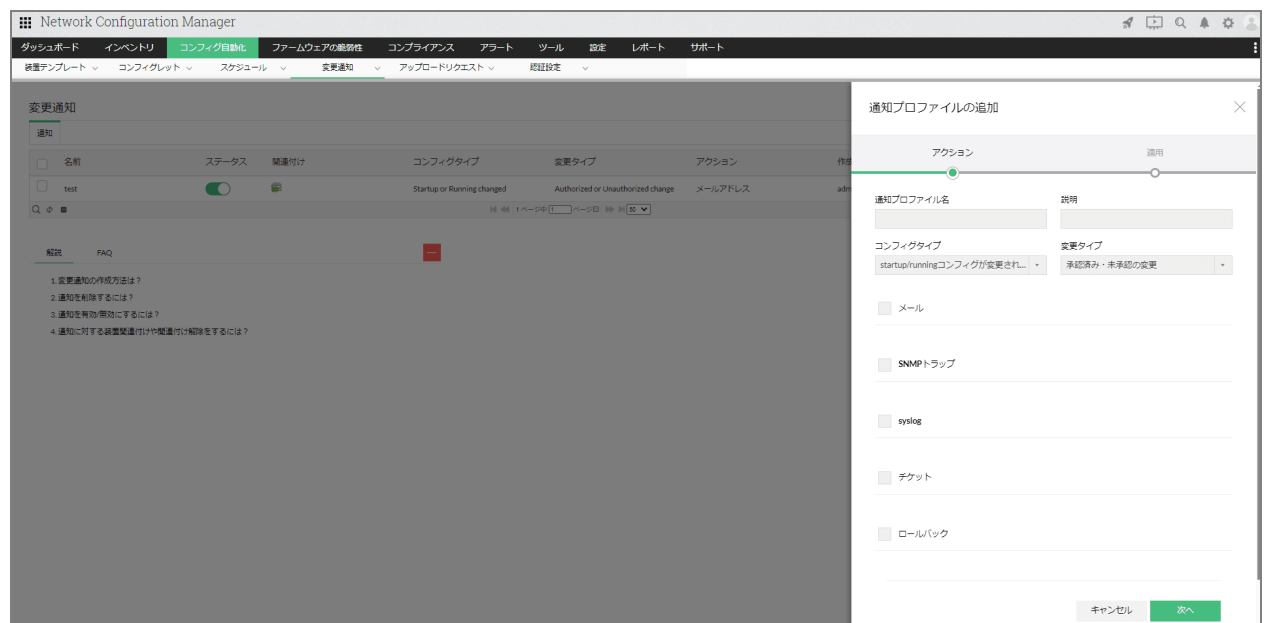 Network Configuration Manager
ダッシュボード インベントリ コンフィグ自動化 ファームウェアの脆弱性 コンプライアンス アラート ツール 設定 レポート サポート
装置テンプレート コンフィグレット スケジュール 変更通知 アップロードリクエスト 認証設定
変更通知
通知
名前 ステータス 関連付け コンフィグタイプ 変更タイプ アクション 作成
test Startup or Running changed Authorized or Unauthorized change メールアドレス adm
1 ページ中 1 ページ目 50
解説 FAQ
1. 変更通知の作成方法は？
2. 通知を削除するには？
3. 通知を有効/無効にするには？
4. 通知に対する装置関連付けや関連付け解除をするには？
通知プロファイルの追加
アクション 適用
通知プロファイル名 説明
コンフィグタイプ 変更タイプ
startup/runningコンフィグが変更され... 承認済み・未承認の変更
メール
SNMPトラップ
syslog
チケット
ロールバック
キャンセル 次へ